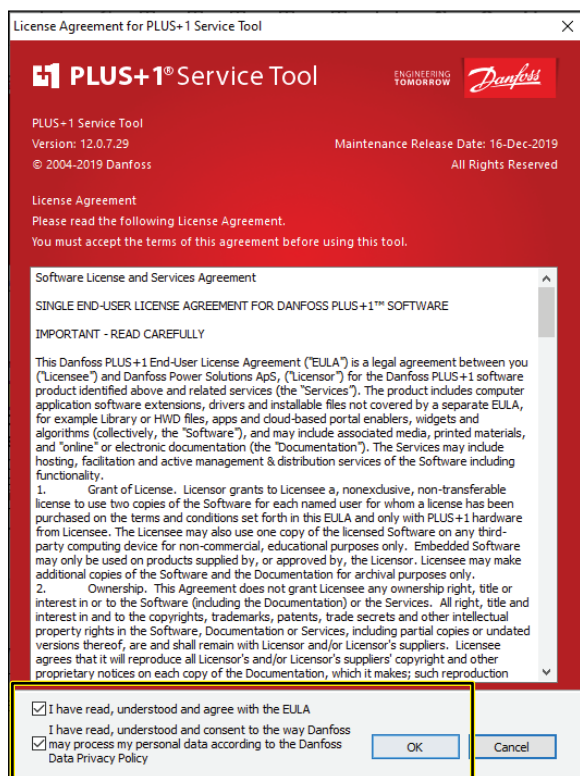 License Agreement for PLUS+1 Service Tool
PLUS+1® Service Tool
ENGINEERING
TOMORROW
Danfoss
PLUS+1 Service Tool
Version: 12.0.7.29
Maintenance Release Date: 16-Dec-2019
© 2004-2019 Danfoss
All Rights Reserved
License Agreement
Please read the following License Agreement.
You must accept the terms of this agreement before using this tool.
Software License and Services Agreement
SINGLE END-USER LICENSE AGREEMENT FOR DANFOSS PLUS+1™ SOFTWARE
IMPORTANT - READ CAREFULLY
This Danfoss PLUS+1 End-User License Agreement ("EULA") is a legal agreement between you
("Licensee") and Danfoss Power Solutions ApS, ("Licensor") for the Danfoss PLUS+1 software
product identified above and related services (the "Services"). The product includes computer
application software extensions, drivers and installable files not covered by a separate EULA,
for example Library or HWD files, apps and cloud-based portal enablers, widgets and
algorithms (collectively, the "Software"), and may include associated media, printed materials,
and "online" or electronic documentation (the "Documentation"). The Services may include
hosting, facilitation and active management & distribution services of the Software including
functionality.
1. Grant of License. Licensor grants to Licensee a, nonexclusive, non-transferable
license to use two copies of the Software for each named user for whom a license has been
purchased on the terms and conditions set forth in this EULA and only with PLUS+1 hardware
from Licensee. The Licensee may also use one copy of the licensed Software on any third-
party computing device for non-commercial, educational purposes only. Embedded Software
may only be used on products supplied by, or approved by, the Licensor. Licensee may make
additional copies of the Software and the Documentation for archival purposes only.
2. Ownership. This Agreement does not grant Licensee any ownership right, title or
interest in or to the Software (including the Documentation) or the Services. All right, title and
interest in and to the copyrights, trademarks, patents, trade secrets and other intellectual
property rights in the Software, Documentation or Services, including partial copies or undated
versions thereof, are and shall remain with Licensor and/or Licensor's suppliers. Licensee
agrees that it will reproduce all Licensor's and/or Licensor's suppliers' copyright and other
proprietary notices on each copy of the Documentation, which it makes; such reproduction
I have read, understood and agree with the EULA
I have read, understood and consent to the way Danfoss
may process my personal data according to the Danfoss
Data Privacy Policy
OK
Cancel